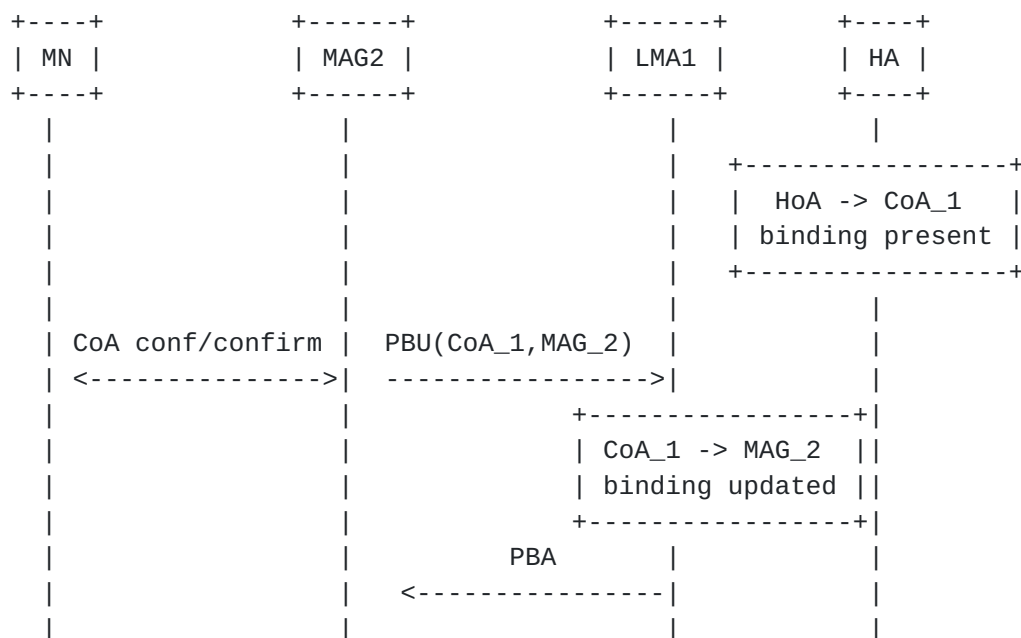 MN MAG2 LMA1 HA
HoA -> CoA_1
binding present
CoA conf/confirm PBU(CoA_1,MAG_2)
CoA_1 -> MAG_2
binding updated
PBA